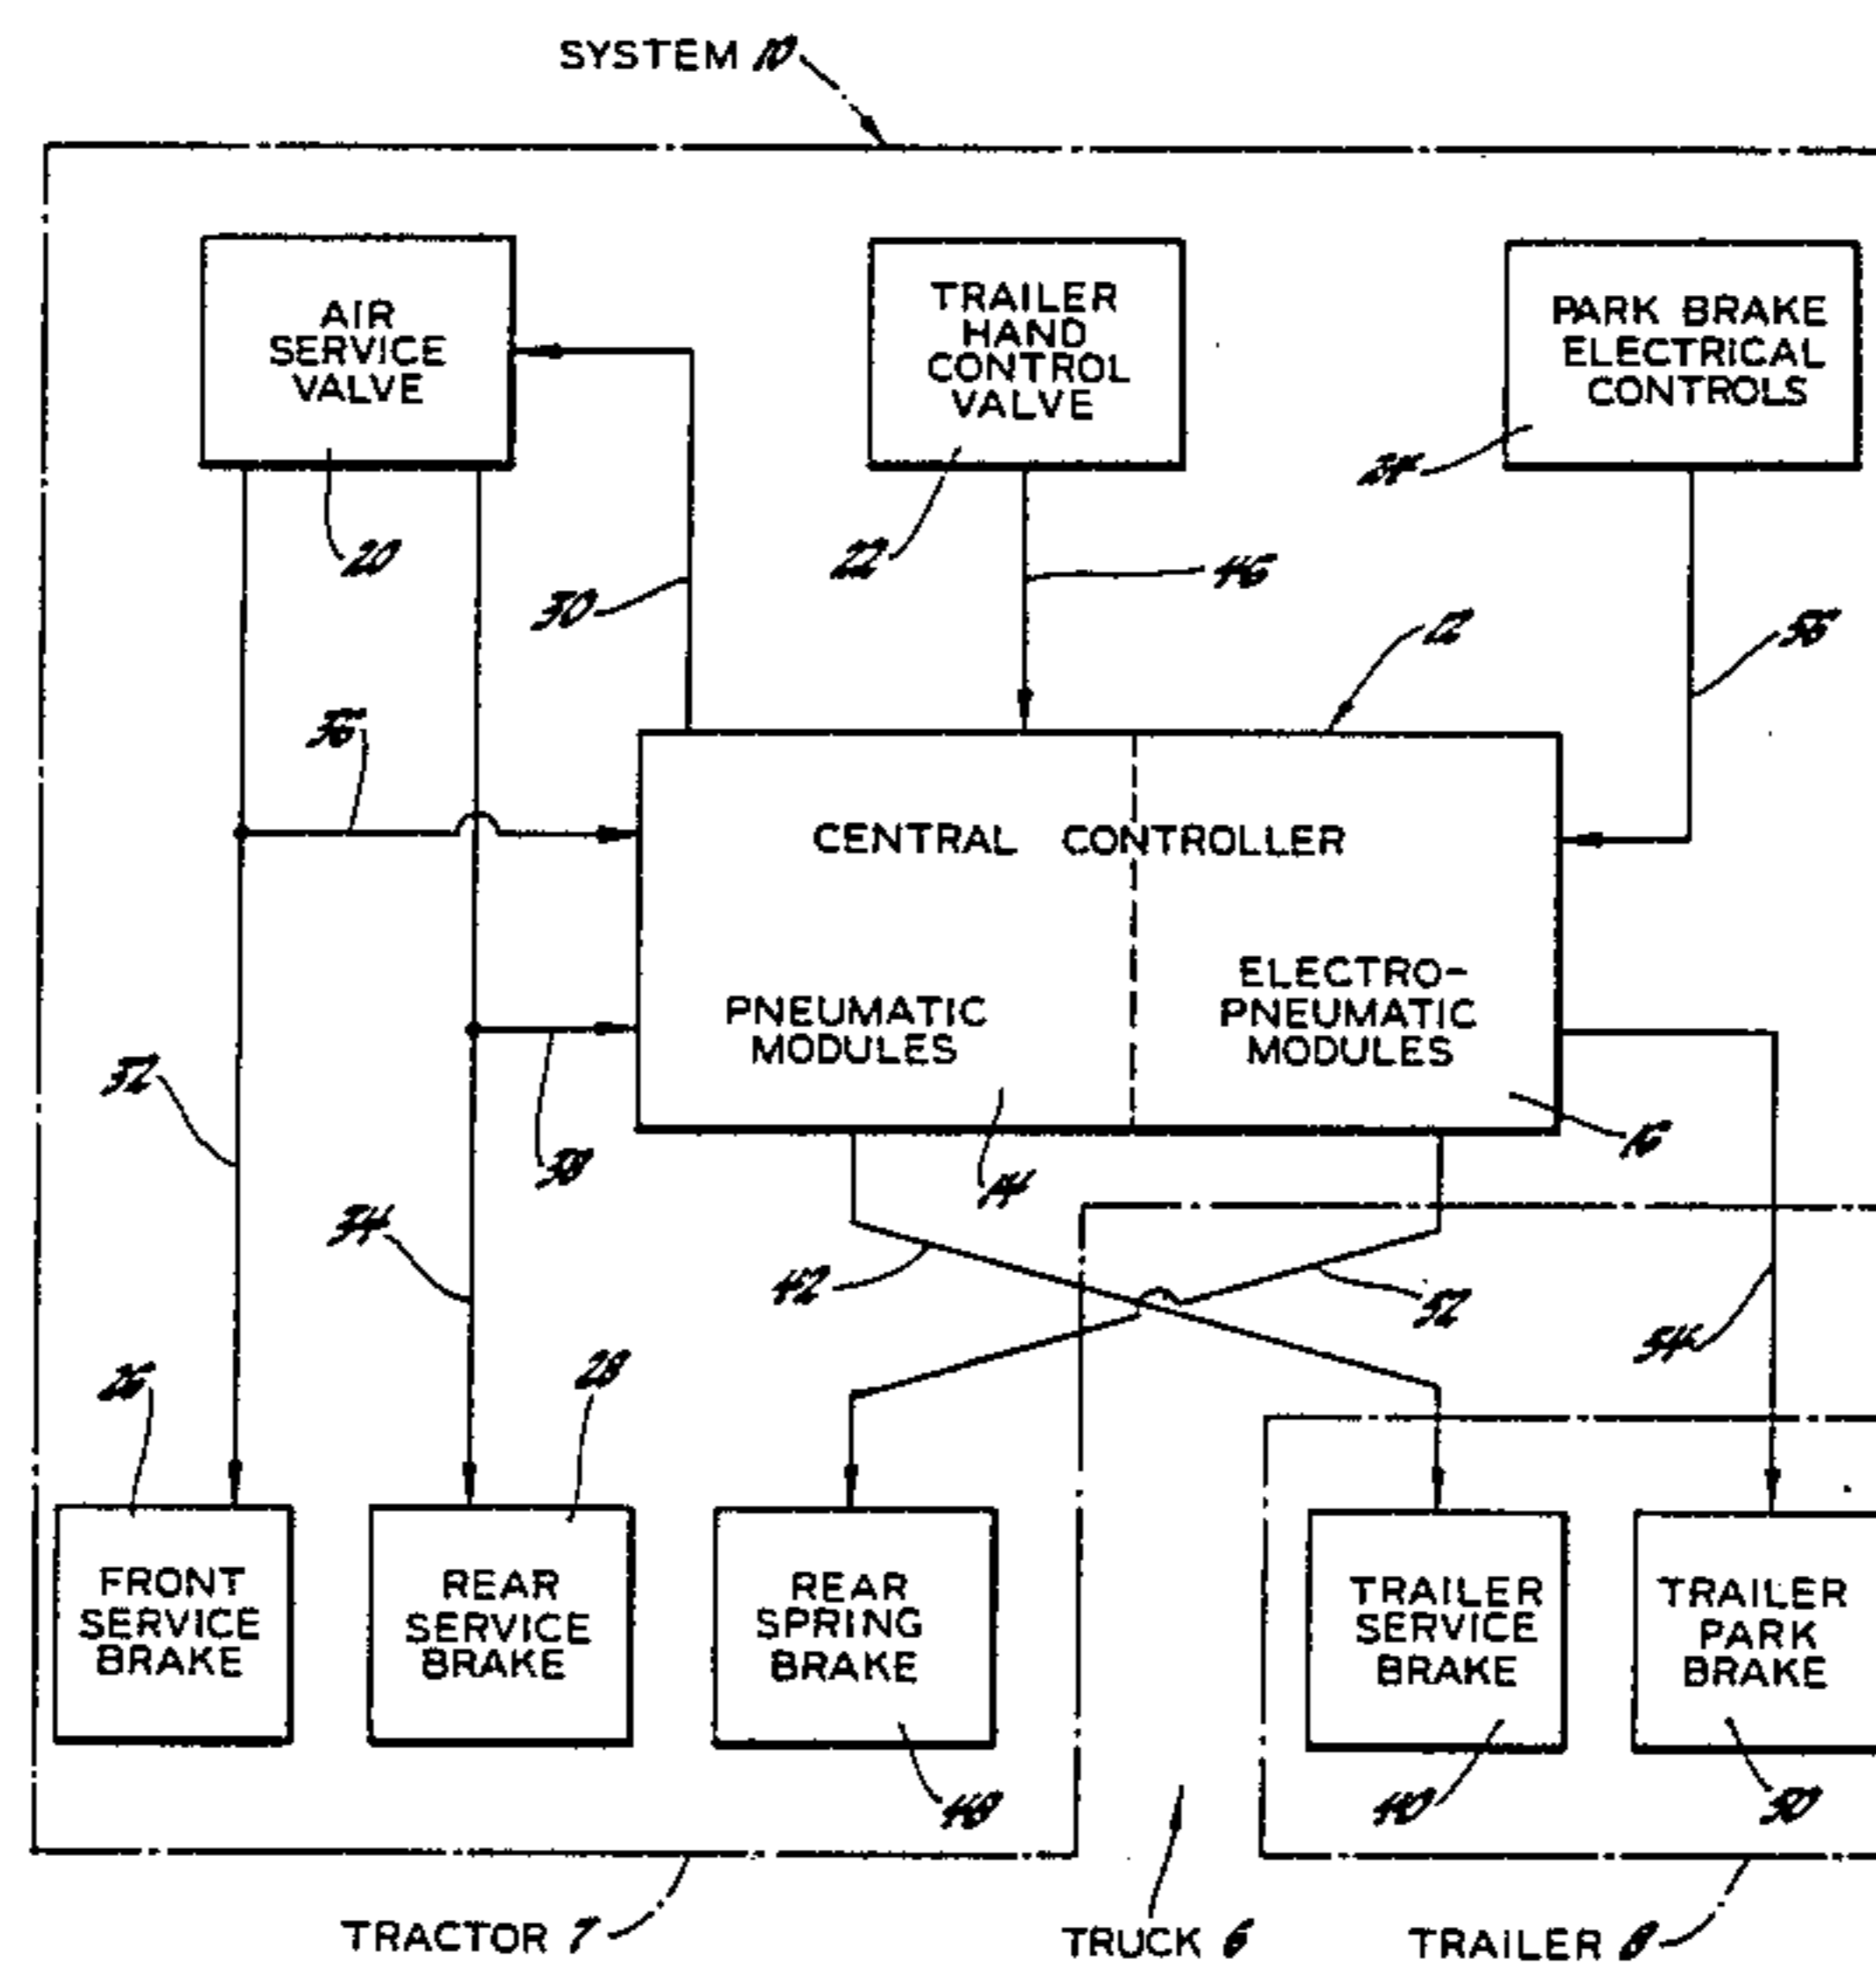 SYSTEM 10
AIR
SERVICE
VALVE
TRAILER
HAND
CONTROL
VALVE
PARK BRAKE
ELECTRICAL
CONTROLS
24
20
22
46
30
12
56
36
CENTRAL CONTROLLER
PNEUMATIC
MODULES
ELECTRO-
PNEUMATIC
MODULES
32
38
14
16
34
42
52
54
26
28
FRONT
SERVICE
BRAKE
REAR
SERVICE
BRAKE
REAR
SPRING
BRAKE
TRAILER
SERVICE
BRAKE
TRAILER
PARK
BRAKE
48
40
50
TRACTOR 7
TRUCK 6
TRAILER 8